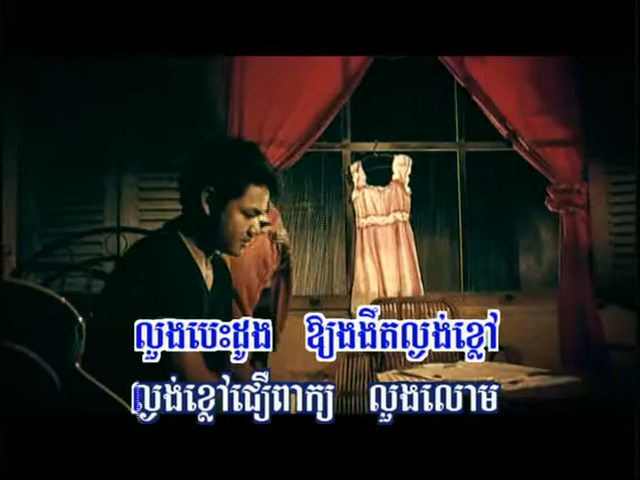 លួងបេះដូង ឱ្យងងឹតល្ងង់ខ្លៅ
ល្ងង់ខ្លៅជឿពាក្យ លួងលោម